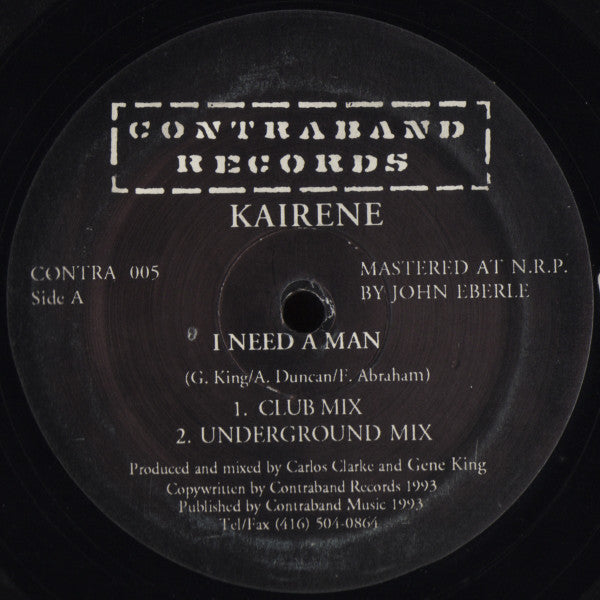 CONTRABAND
RECORDS
KAIRENE
CONTRA 005
Side A
MASTERED AT N.R.P.
BY JOHN EBERLE
I NEED A MAN
(G. King/A. Duncan/F. Abraham)
1. CLUB MIX
2. UNDERGROUND MIX
Produced and mixed by Carlos Clarke and Gene King
Copywritten by Contraband Records 1993
Published by Contraband Music 1993
Tel/Fax (416) 504-0864